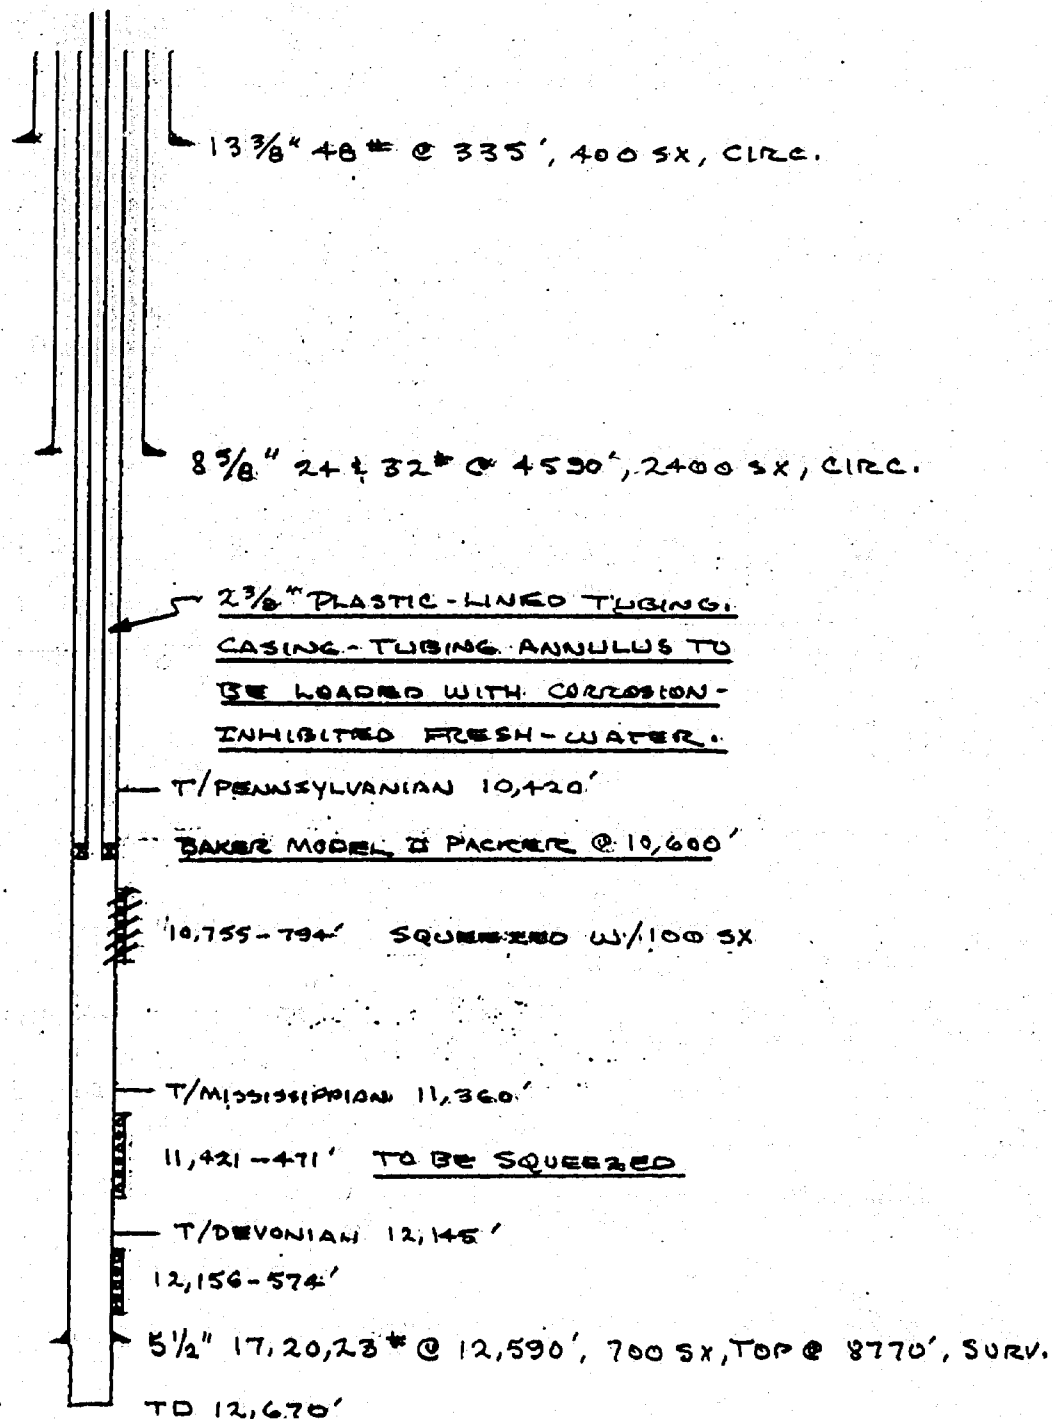 13 3/8" 48# @ 335', 400 SX, CIRC.
8 5/8" 24 & 32# @ 4590', 2400 SX, CIRC.
2 3/8" PLASTIC-LINED TUBING.
CASING-TUBING ANNULUS TO
BE LOADED WITH CORROSION-
INHIBITED FRESH-WATER.
T/PENNSYLVANIAN 10,420'
BAKER MODEL D PACKER @ 10,600'
10,755-794' SQUEEZED W/100 SX
T/MISSISSIPPIAN 11,360'
11,421-471' TO BE SQUEEZED
T/DEVONIAN 12,145'
12,156-574'
5 1/2" 17, 20, 23# @ 12,590', 700 SX, TOP @ 8770', SURV.
TD 12,670'